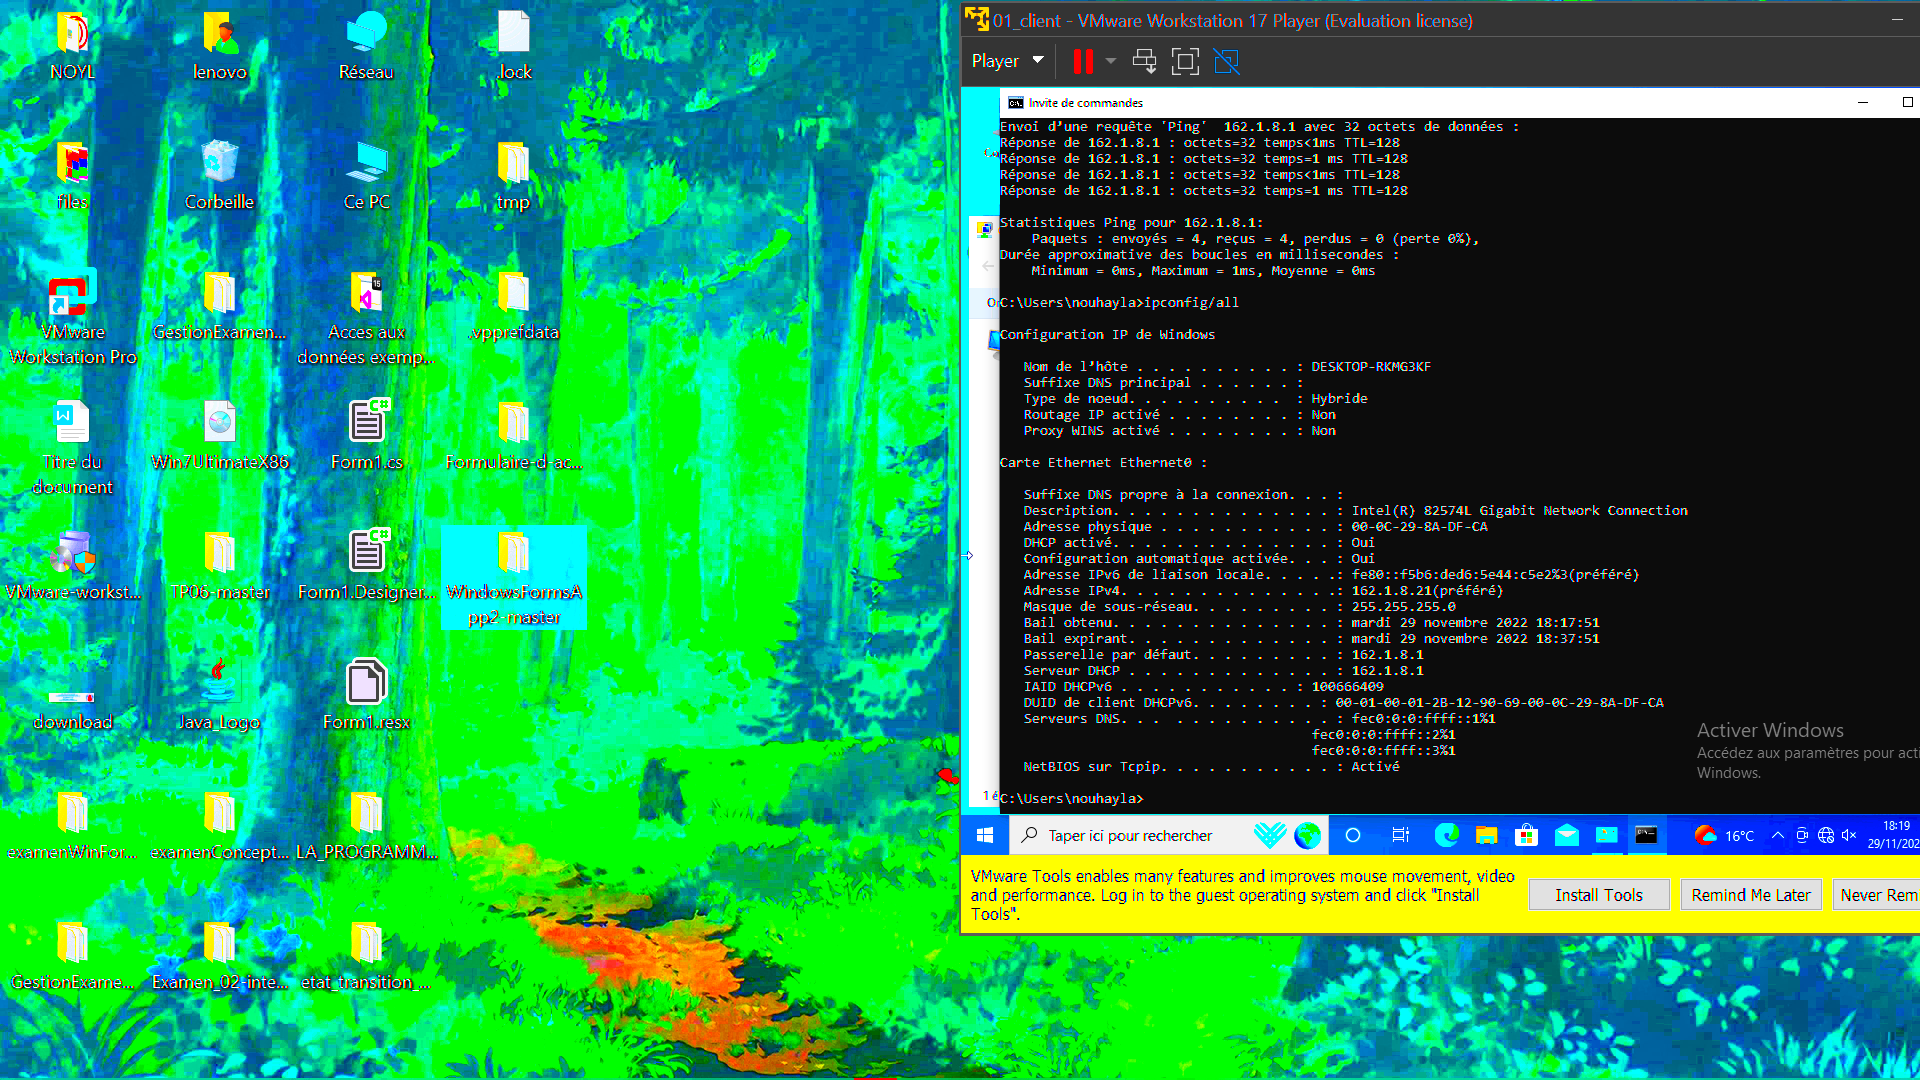 NOYL
lenovo
Réseau
.lock
files
Corbeille
Ce PC
tmp
VMware
Workstation Pro
GestionExamen...
Acces aux
données exemp...
.vpprefdata
Titre du
document
Win7UltimateX86
Form1.cs
Formulaire-d-ac...
VMware-workst...
TP06-master
Form1.Designer...
WindowsFormsA
pp2-master
download
Java_Logo
Form1.resx
examenWinFor...
examenConcept...
LA_PROGRAMM...
GestionExame...
Examen_02-inte...
etat_transition_...
01_client - VMware Workstation 17 Player (Evaluation license)
Player
Invite de commandes
Envoi d'une requête 'Ping'  162.1.8.1 avec 32 octets de données :
Réponse de 162.1.8.1 : octets=32 temps<1ms TTL=128
Réponse de 162.1.8.1 : octets=32 temps=1 ms TTL=128
Réponse de 162.1.8.1 : octets=32 temps<1ms TTL=128
Réponse de 162.1.8.1 : octets=32 temps=1 ms TTL=128
Statistiques Ping pour 162.1.8.1:
Paquets : envoyés = 4, reçus = 4, perdus = 0 (perte 0%),
Durée approximative des boucles en millisecondes :
Minimum = 0ms, Maximum = 1ms, Moyenne = 0ms
C:\Users\nouhayla>ipconfig/all
Configuration IP de Windows
Nom de l'hôte . . . . . . . . . . : DESKTOP-RKMG3KF
Suffixe DNS principal . . . . . . :
Type de noeud. . . . . . . . . .  : Hybride
Routage IP activé . . . . . . . . : Non
Proxy WINS activé . . . . . . . . : Non
Carte Ethernet Ethernet0 :
Suffixe DNS propre à la connexion. . . :
Description. . . . . . . . . . . . . . : Intel(R) 82574L Gigabit Network Connection
Adresse physique . . . . . . . . . . . : 00-0C-29-8A-DF-CA
DHCP activé. . . . . . . . . . . . . . : Oui
Configuration automatique activée. . . : Oui
Adresse IPv6 de liaison locale. . . . .: fe80::f5b6:ded6:5e44:c5e2%3(préféré)
Adresse IPv4. . . . . . . . . . . . . .: 162.1.8.21(préféré)
Masque de sous-réseau. . . . . . . . . : 255.255.255.0
Bail obtenu. . . . . . . . . . . . . . : mardi 29 novembre 2022 18:17:51
Bail expirant. . . . . . . . . . . . . : mardi 29 novembre 2022 18:37:51
Passerelle par défaut. . . . . . . . . : 162.1.8.1
Serveur DHCP . . . . . . . . . . . . . : 162.1.8.1
IAID DHCPv6 . . . . . . . . . . . : 100666409
DUID de client DHCPv6. . . . . . . . : 00-01-00-01-2B-12-90-69-00-0C-29-8A-DF-CA
Serveurs DNS. . . . . . . . . . . . . . : fec0:0:0:ffff::1%1
fec0:0:0:ffff::2%1
fec0:0:0:ffff::3%1
NetBIOS sur Tcpip. . . . . . . . . . . : Activé
C:\Users\nouhayla>
Activer Windows
Accédez aux paramètres pour acti
Windows.
Taper ici pour rechercher
16°C
18:19
29/11/202
VMware Tools enables many features and improves mouse movement, video
and performance. Log in to the guest operating system and click "Install
Tools".
Install Tools
Remind Me Later
Never Rem